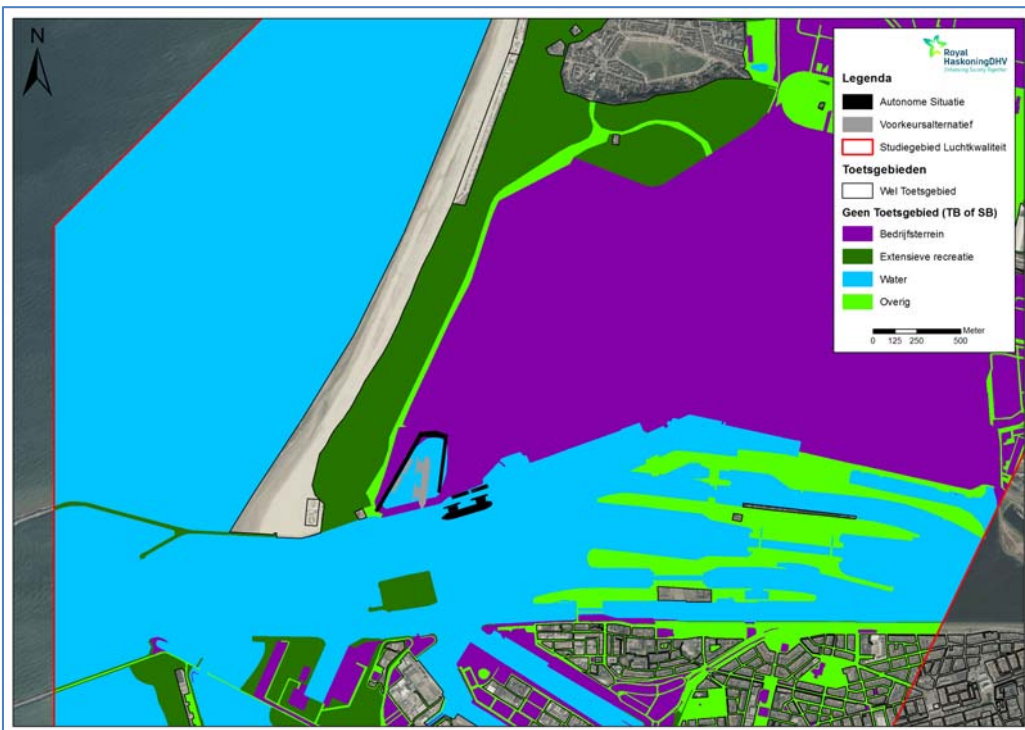 N
Royal
HaskoningDHV
Enhancing Society Together
Legenda
Autonome Situatie
Voorkeursalternatief
Studiegebied Luchtkwaliteit
Toetsgebieden
Wel Toetsgebied
Geen Toetsgebied (TB of SB)
Bedrijfsterrein
Extensieve recreatie
Water
Overig
Meter
0 125 250 500